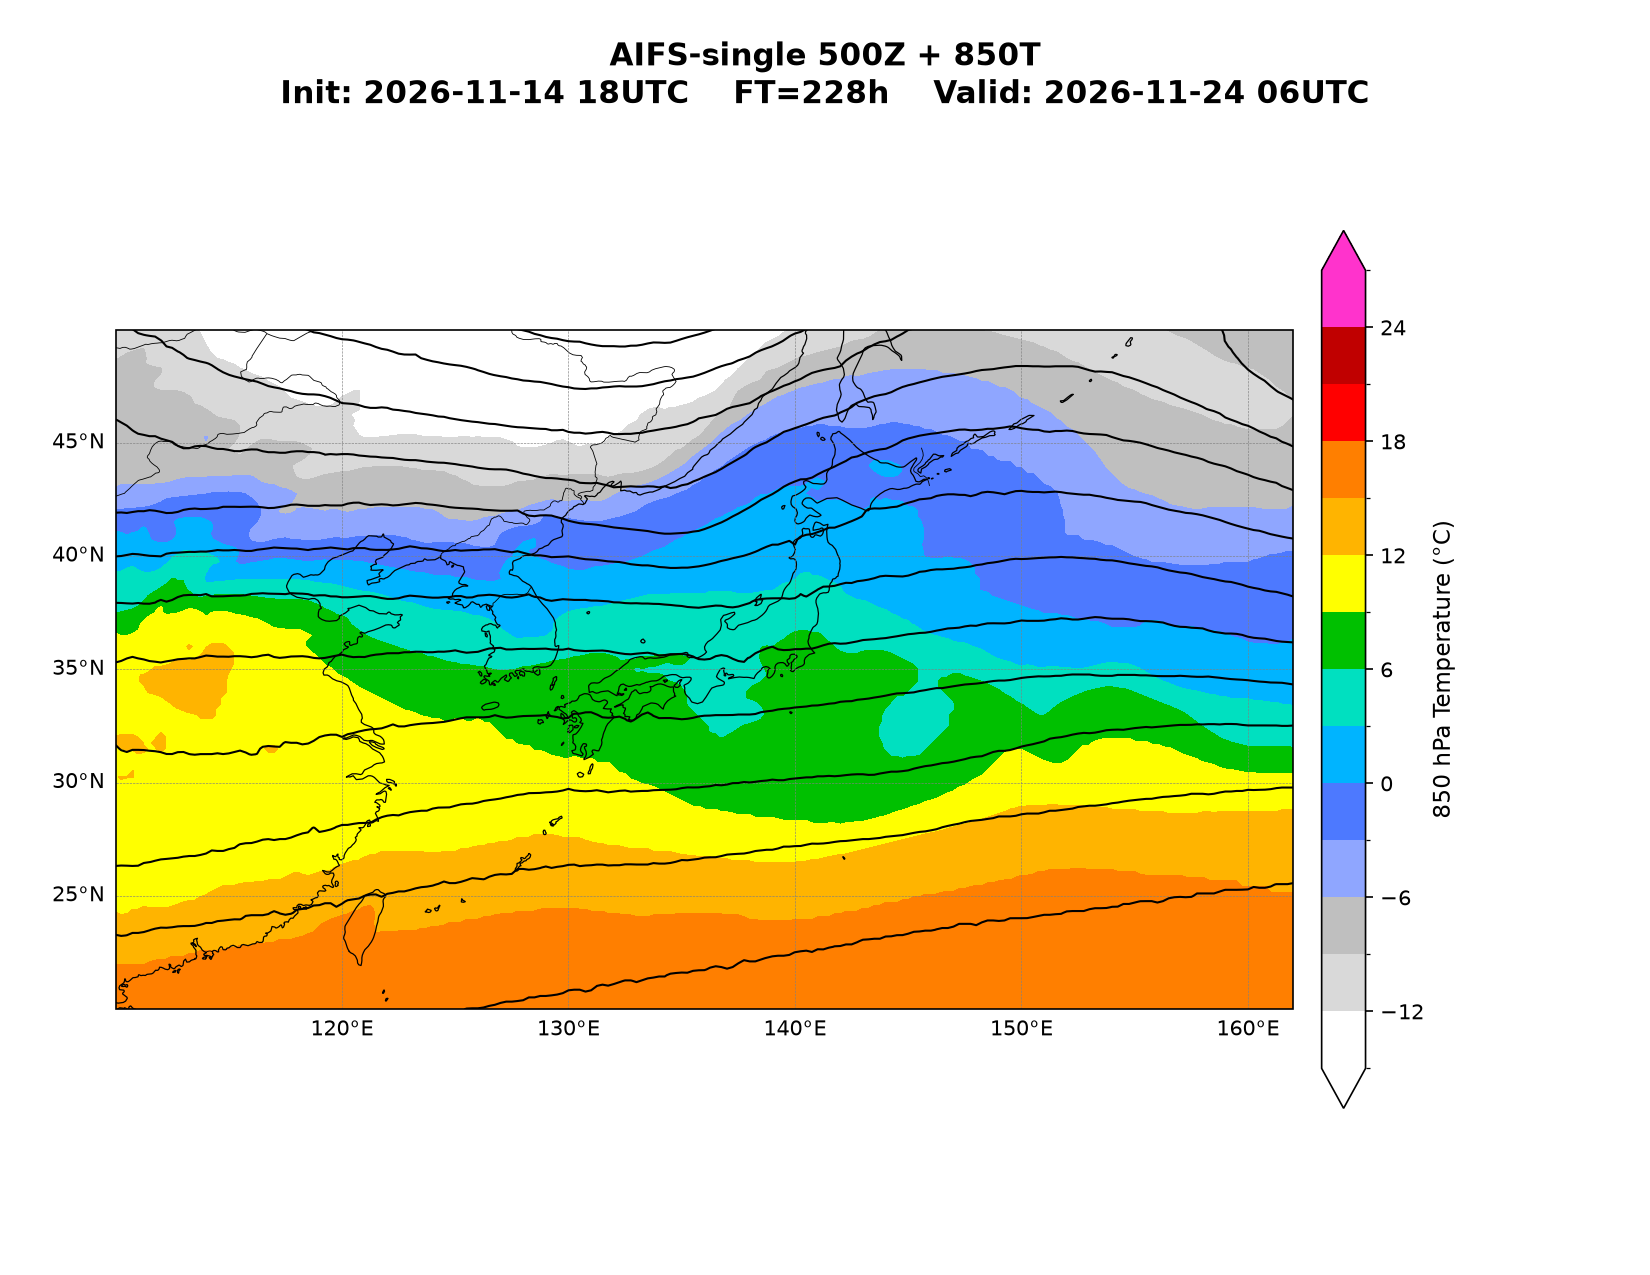 AIFS-single 500Z + 850T
Init: 2026-11-14 18UTC    FT=228h    Valid: 2026-11-24 06UTC
45°N
40°N
35°N
30°N
25°N
120°E
130°E
140°E
150°E
160°E
24
18
12
6
0
−6
−12
850 hPa Temperature (°C)